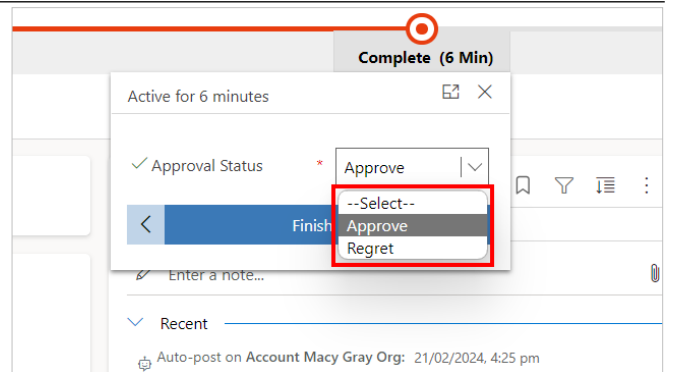 Complete (6 Min)
Active for 6 minutes
Approval Status * Approve
--Select--
Finish Approve
Regret
Enter a note...
Recent
Auto-post on Account Macy Gray Org: 21/02/2024, 4:25 pm